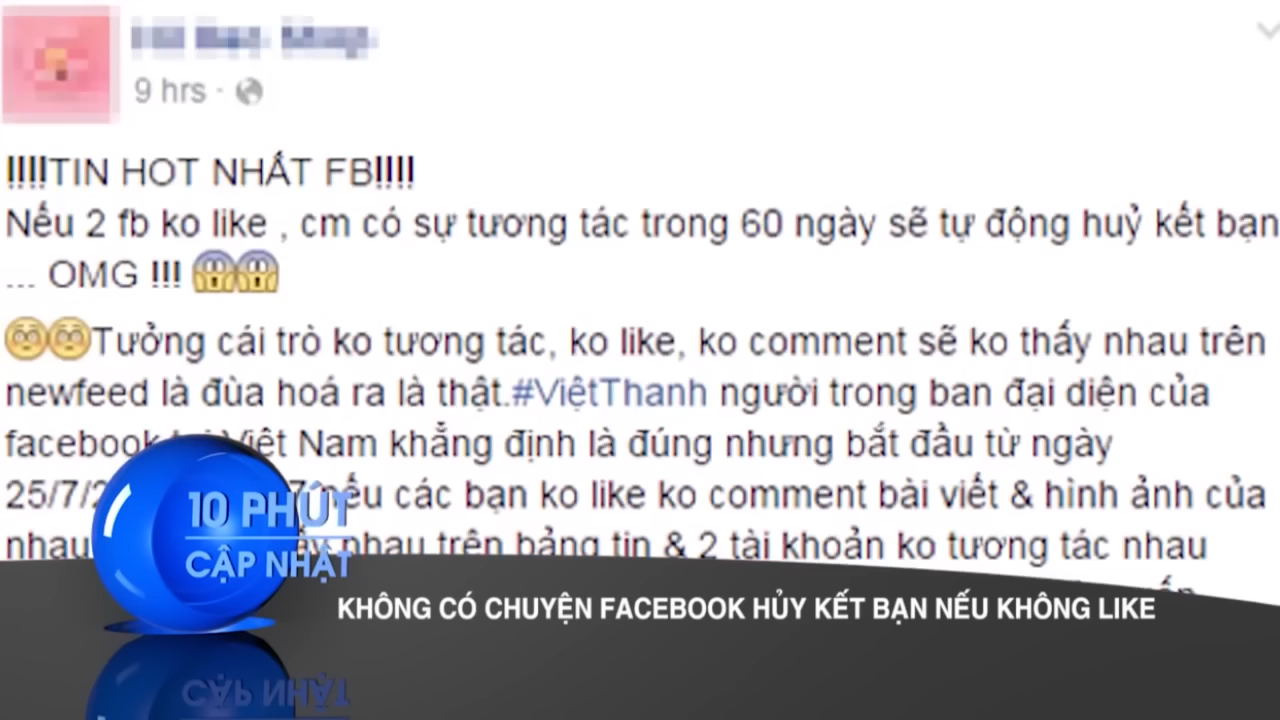 9 hrs ·
!!!!TIN HOT NHẤT FB!!!!
Nếu 2 fb ko like , cm có sự tương tác trong 60 ngày sẽ tự động huỷ kết bạn
... OMG !!!
Tưởng cái trò ko tương tác, ko like, ko comment sẽ ko thấy nhau trên
newfeed là đùa hoá ra là thật.#ViệtThanh người trong ban đại diện của
facebook Việt Nam khẳng định là đúng nhưng bắt đầu từ ngày
25/7/ nếu các bạn ko like ko comment bài viết & hình ảnh của
nhau nhau trên bảng tin & 2 tài khoản ko tương tác nhau
10 PHÚT
CẬP NHẬT
KHÔNG CÓ CHUYỆN FACEBOOK HỦY KẾT BẠN NẾU KHÔNG LIKE